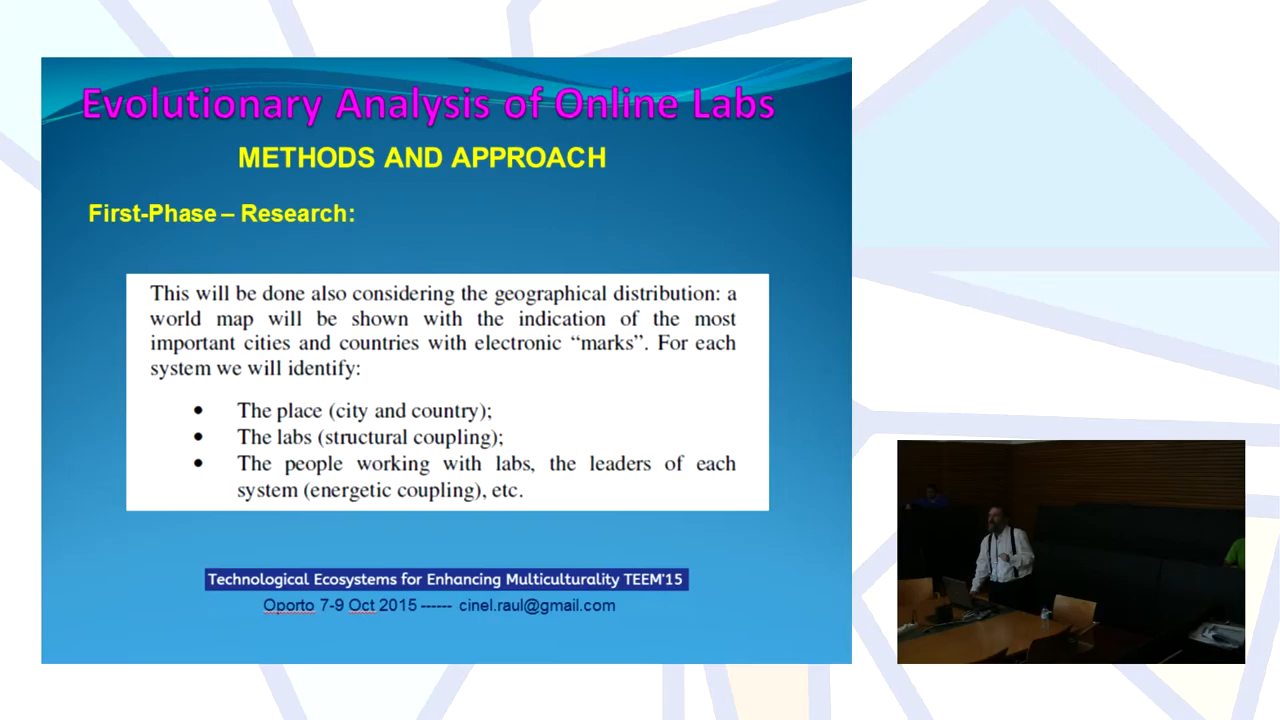 Evolutionary Analysis of Online Labs
METHODS AND APPROACH
First-Phase – Research:
This will be done also considering the geographical distribution: a
world map will be shown with the indication of the most
important cities and countries with electronic “marks”. For each
system we will identify:
• The place (city and country);
• The labs (structural coupling);
• The people working with labs, the leaders of each
system (energetic coupling), etc.
Technological Ecosystems for Enhancing Multiculturality TEEM'15
Oporto 7-9 Oct 2015 ------ cinel.raul@gmail.com